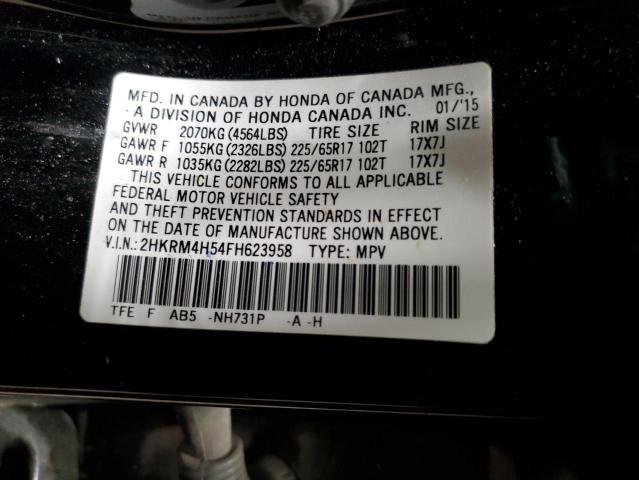 MFD. IN CANADA BY HONDA OF CANADA MFG.,
A DIVISION OF HONDA CANADA INC. 01/'15
GVWR 2070KG(4564LBS) TIRE SIZE RIM SIZE
GAWR F 1055KG(2326LBS)225/65R17 102T 17X7J
GAWR R 1035KG(2282LBS)225/65R17 102T 17X7J
THIS VEHICLE CONFORMS TO ALL APPLICABLE
FEDERAL MOTOR VEHICLE SAFETY
AND THEFT PREVENTION STANDARDS IN EFFECT
ON THE DATE OF MANUFACTURE SHOWN ABOVE.
V.I.N.:2HKRM4H54FH623958 TYPE: MPV
TFE F AB5 -NH731P -A -H